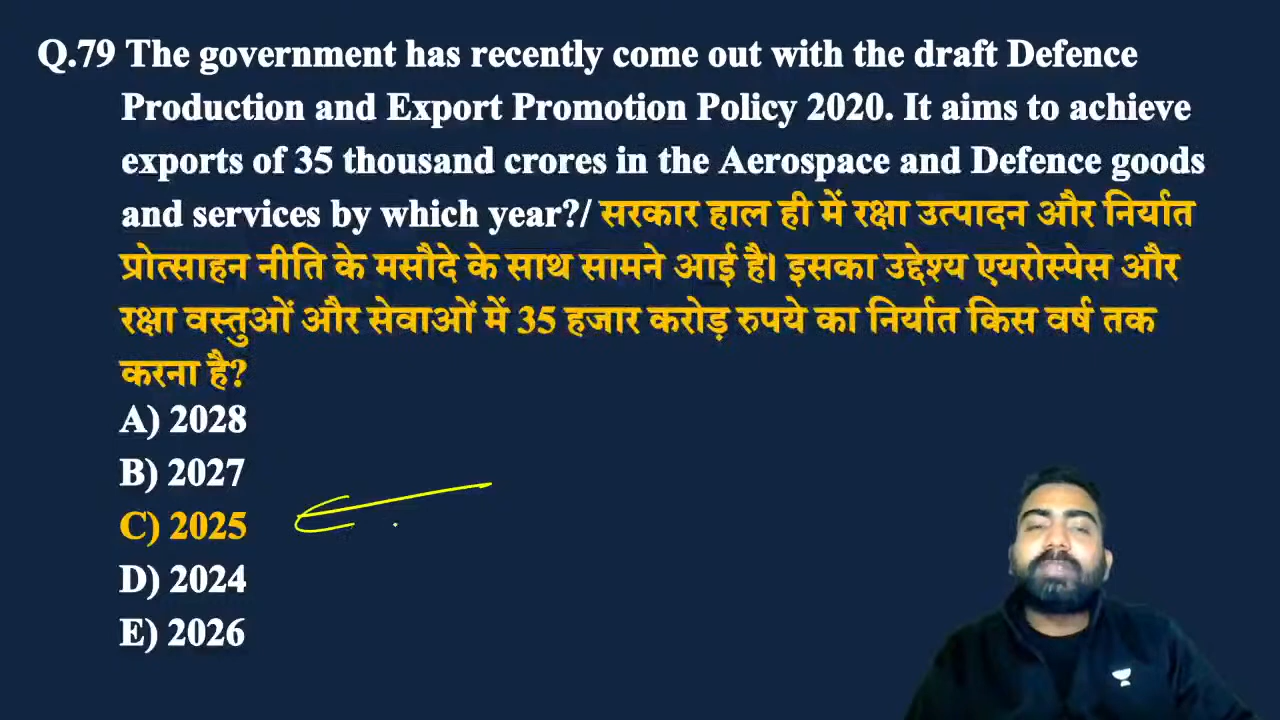 Q.79 The government has recently come out with the draft Defence
Production and Export Promotion Policy 2020. It aims to achieve
exports of 35 thousand crores in the Aerospace and Defence goods
and services by which year?/ सरकार हाल ही में रक्षा उत्पादन और निर्यात
प्रोत्साहन नीति के मसौदे के साथ सामने आई है। इसका उद्देश्य एयरोस्पेस और
रक्षा वस्तुओं और सेवाओं में 35 हजार करोड़ रुपये का निर्यात किस वर्ष तक
करना है?
A) 2028
B) 2027
C) 2025
D) 2024
E) 2026